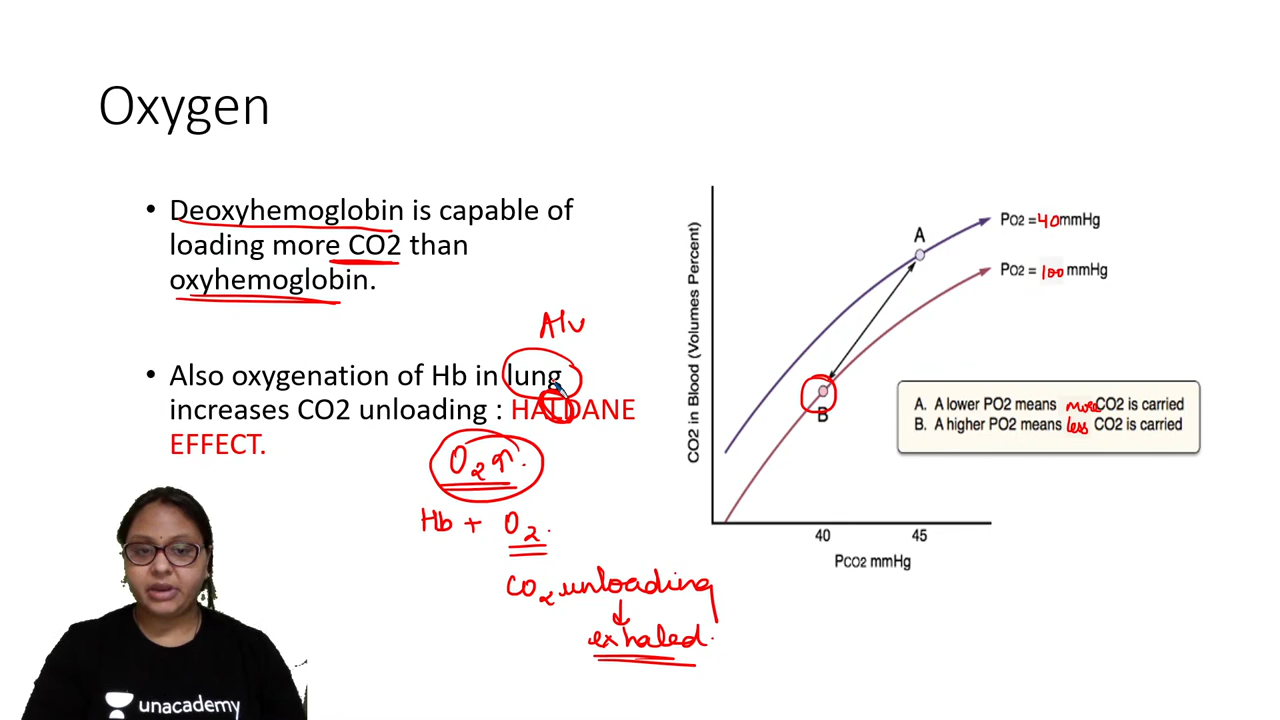 Oxygen
• Deoxyhemoglobin is capable of
loading more CO2 than
oxyhemoglobin.
Alv
• Also oxygenation of Hb in lung
increases CO2 unloading : HALDANE
EFFECT.
O2 ↑.
Hb + O2.
CO2 unloading
↓
exhaled.
CO2 in Blood (Volumes Percent)
PO2 = 40mmHg
A
PO2 = 100 mmHg
B
A. A lower PO2 means more CO2 is carried
B. A higher PO2 means less CO2 is carried
40 45
PCO2 mmHg
unacademy